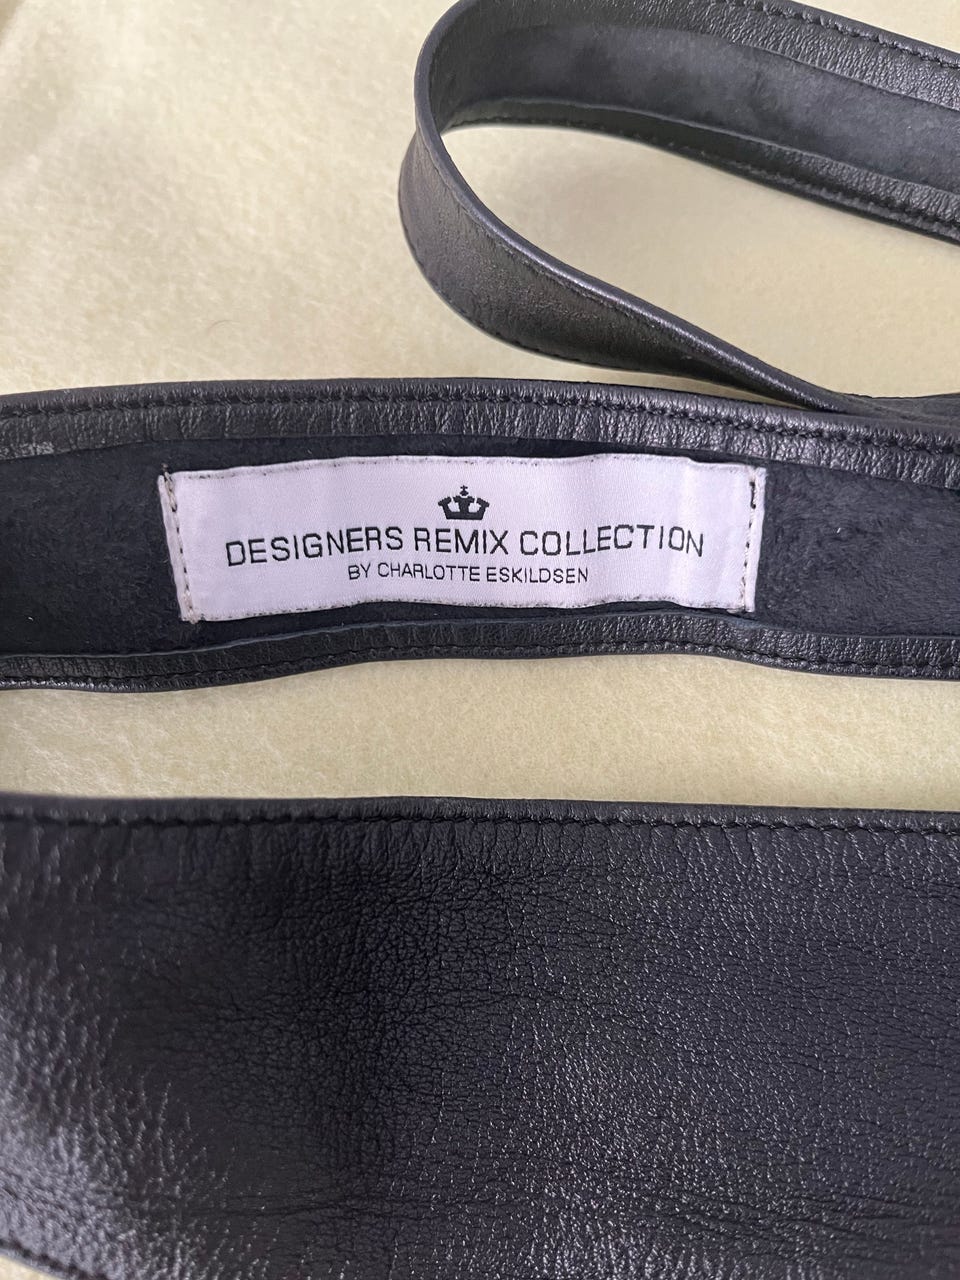 DESIGNERS REMIX COLLECTION
BY CHARLOTTE ESKILDSEN